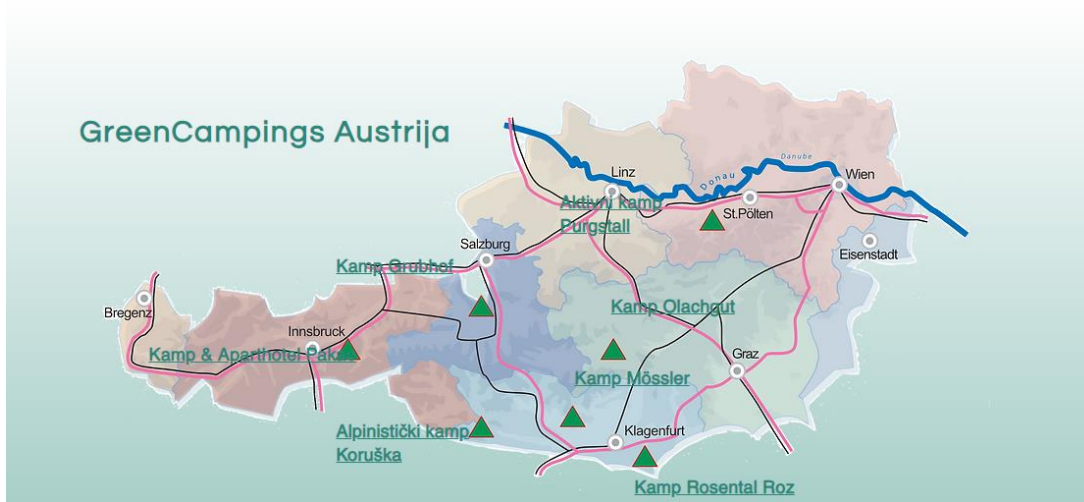 GreenCampings Austrija
Danube
Donau
Linz
Wien
Aktivni kamp
Purgstall
St.Pölten
Salzburg
Eisenstadt
Kamp Grubhof
Bregenz
Kamp Olachgut
Innsbruck
Kamp & Aparthotel
Graz
Kamp Mössler
Alpinistički kamp
Koruška
Klagenfurt
Kamp Rosental Roz